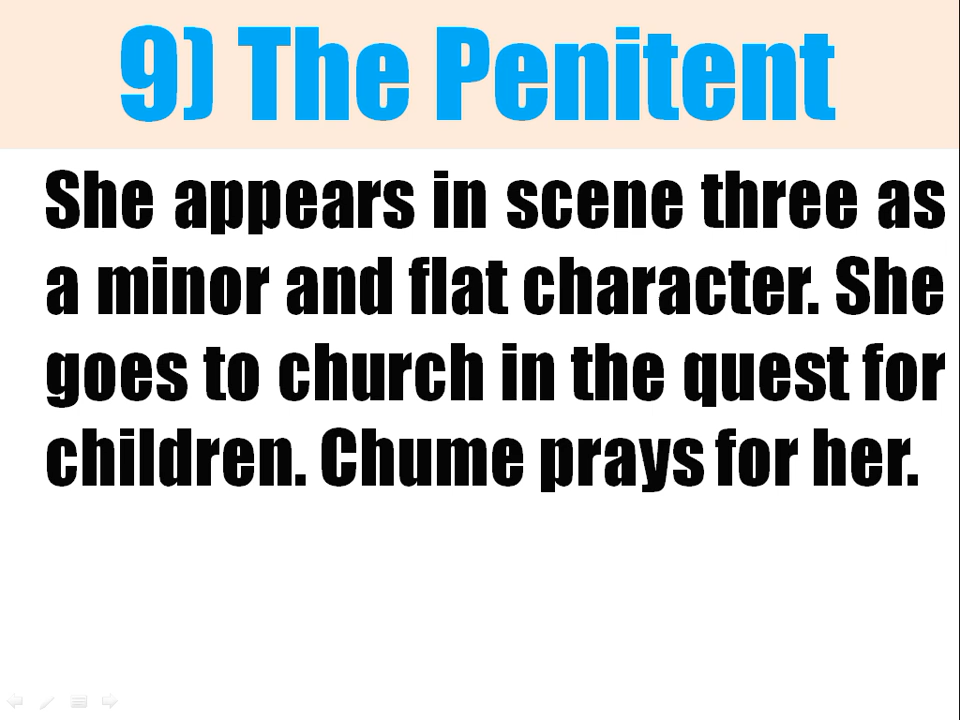 9) The Penitent
She appears in scene three as
a minor and flat character. She
goes to church in the quest for
children. Chume prays for her.